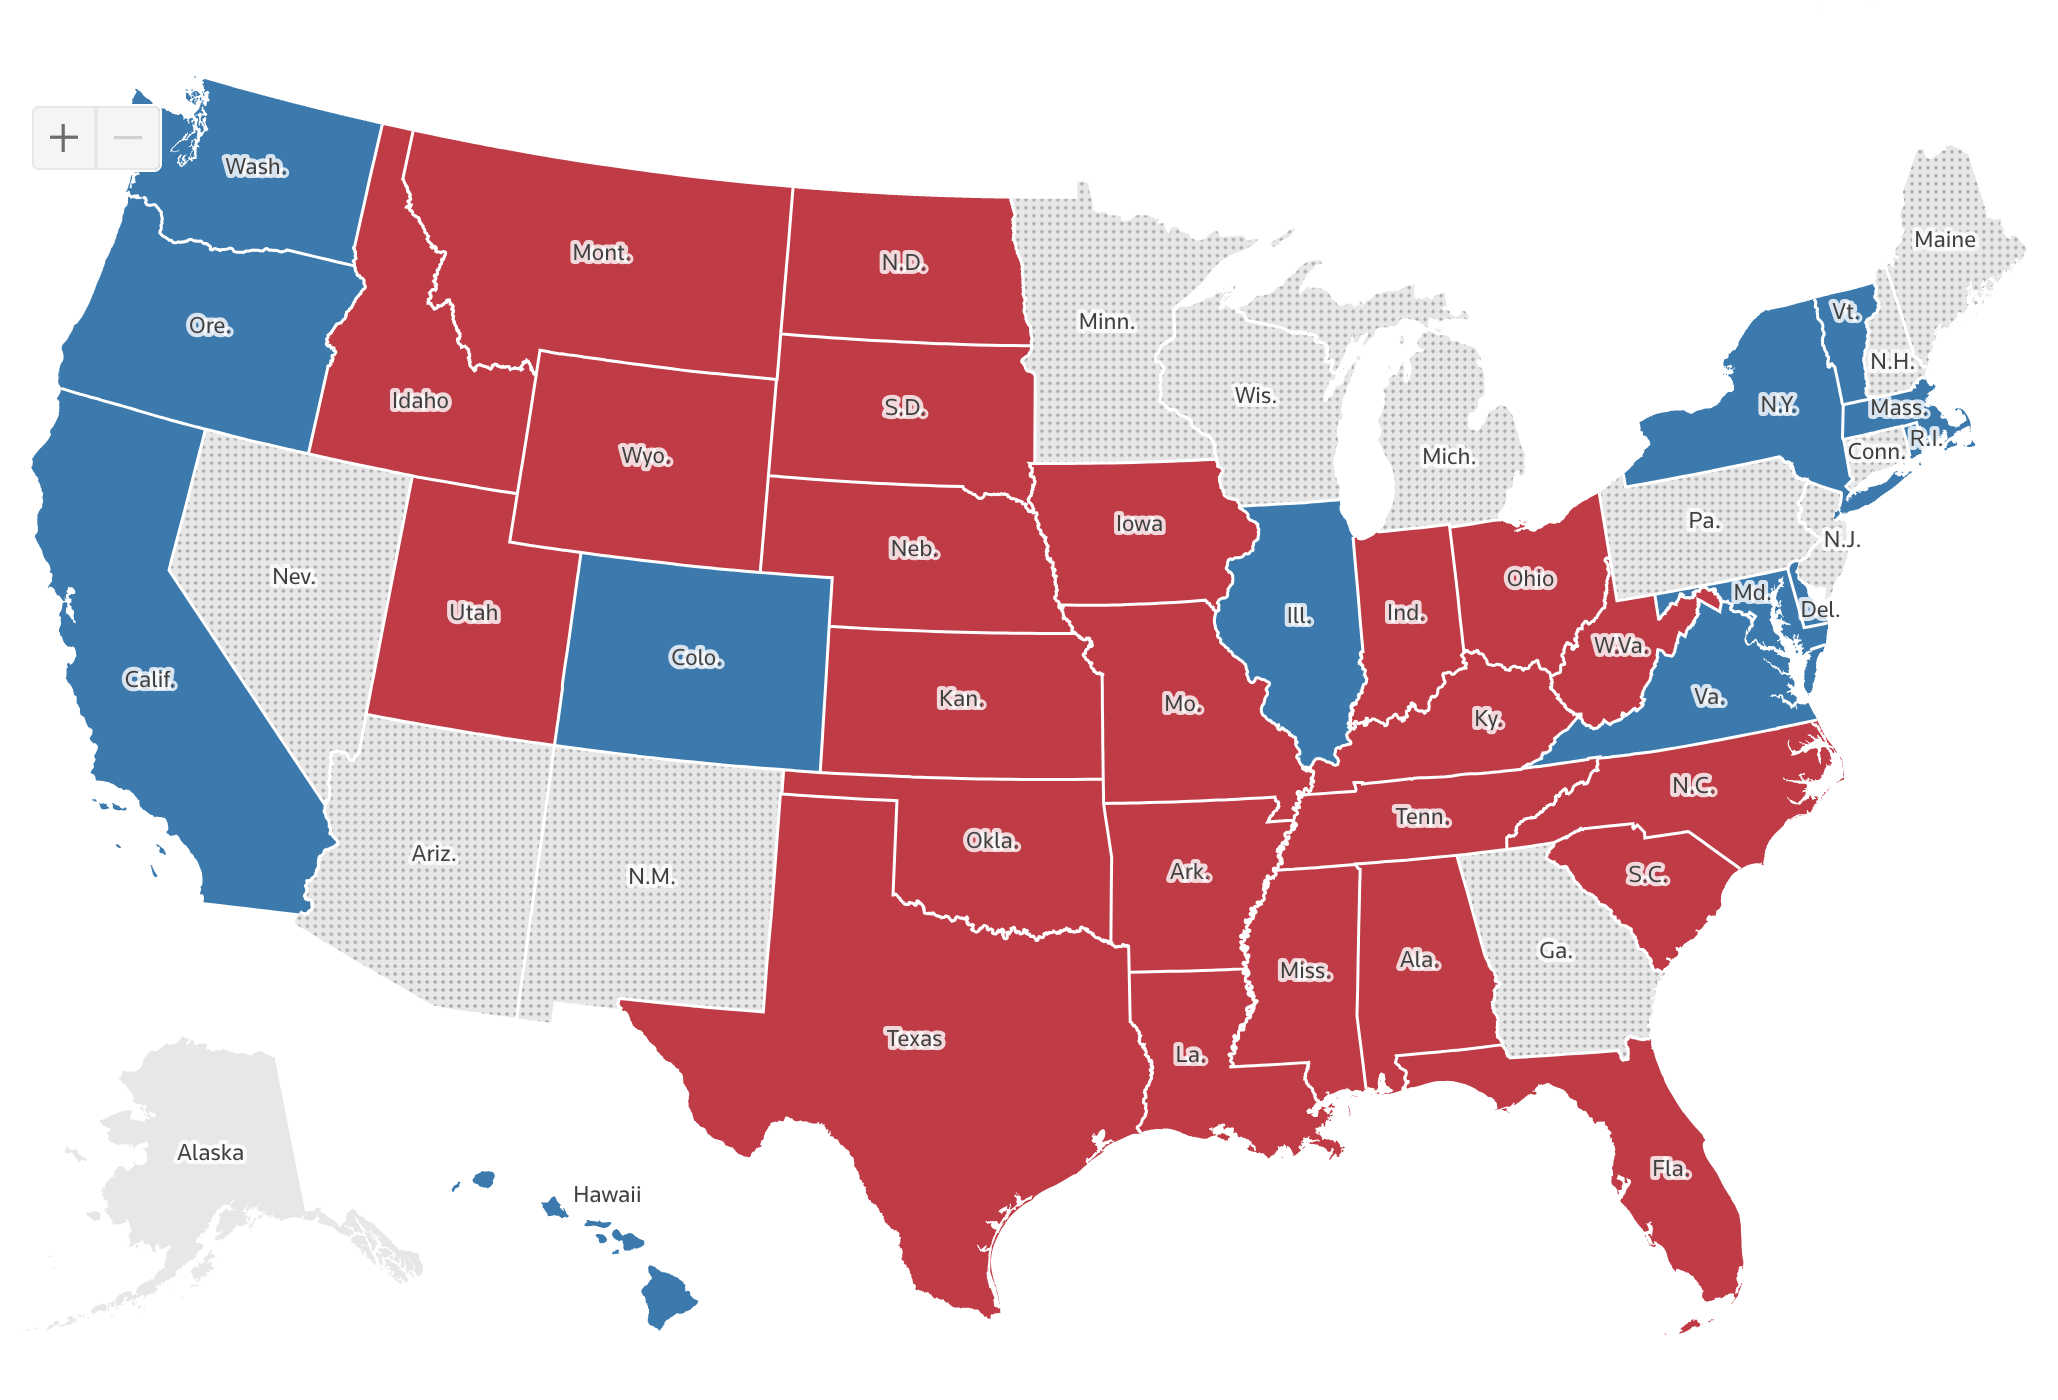 +
−
Wash.
Mont.
N.D.
Minn.
Maine
Ore.
Idaho
Wyo.
S.D.
Wis.
Mich.
Vt.
N.H.
N.Y.
Mass.
R.I.
Conn.
Nev.
Utah
Neb.
Iowa
Ill.
Ind.
Ohio
Pa.
N.J.
Md.
Del.
Calif.
Colo.
Kan.
Mo.
Ky.
W.Va.
Va.
Ariz.
N.M.
Okla.
Ark.
Tenn.
N.C.
S.C.
Texas
La.
Miss.
Ala.
Ga.
Fla.
Alaska
Hawaii